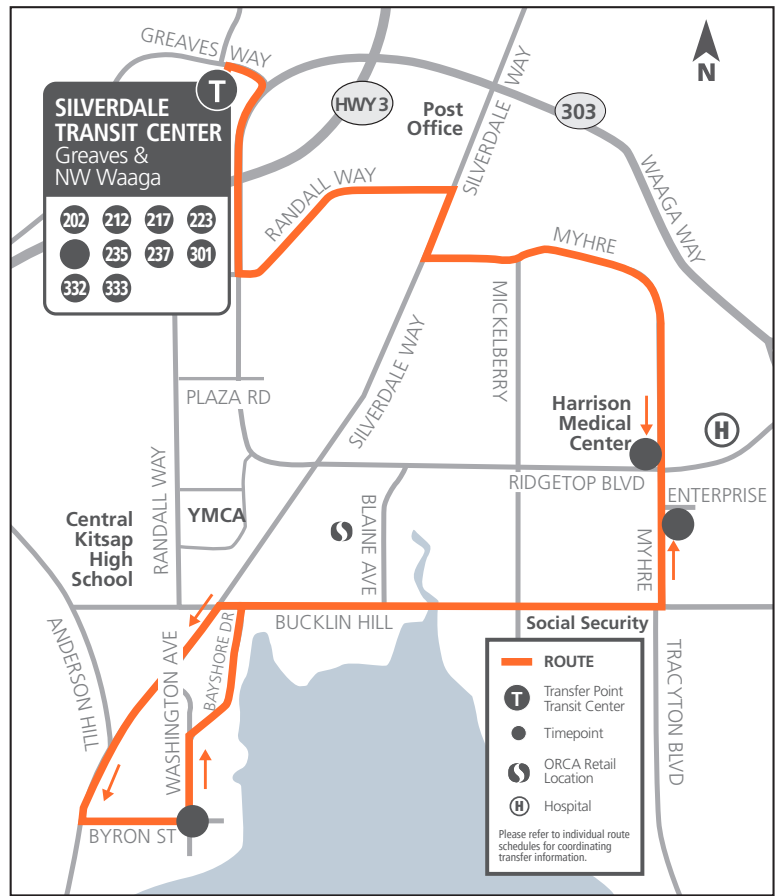 GREAVES WAY
T
SILVERDALE
TRANSIT CENTER
Greaves &
NW Waaga
202 212 217 223
235 237 301
332 333
HWY 3
Post
Office
SILVERDALE WAY
303
N
WAAGA WAY
RANDALL WAY
MYHRE
MICKELBERRY
SILVERDALE WAY
PLAZA RD
Harrison
Medical
Center
H
RIDGETOP BLVD
ENTERPRISE
RANDALL WAY
YMCA
Central
Kitsap
High
School
BLAINE AVE
MYHRE
BUCKLIN HILL
Social Security
ANDERSON HILL
WASHINGTON AVE
BAYSHORE DR
BYRON ST
TRACYTON BLVD
ROUTE
T
Transfer Point
Transit Center
Timepoint
ORCA Retail
Location
H
Hospital
Please refer to individual route
schedules for coordinating
transfer information.